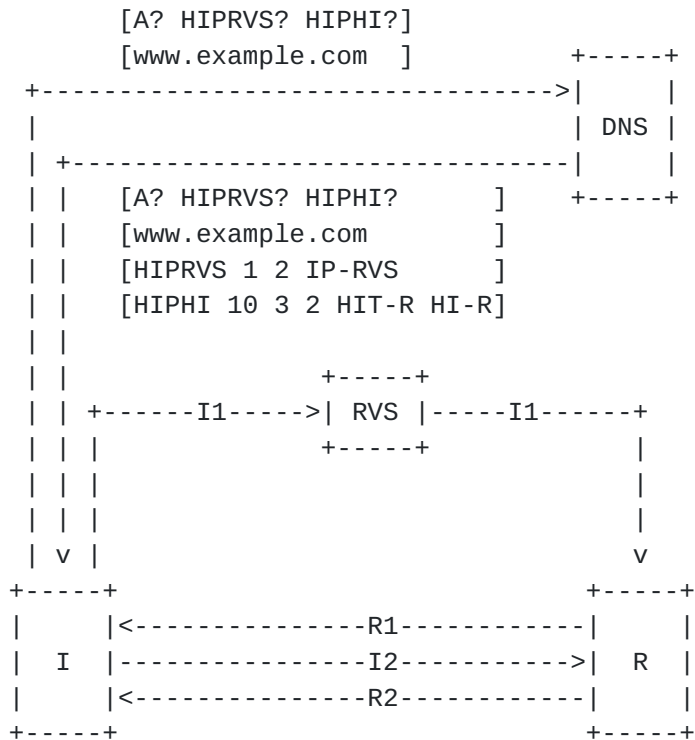 [A? HIPRVS? HIPHI?]
[www.example.com  ]
DNS
[A? HIPRVS? HIPHI?      ]
[www.example.com        ]
[HIPRVS 1 2 IP-RVS      ]
[HIPHI 10 3 2 HIT-R HI-R]
I1 RVS I1
R1
I I2 R
R2